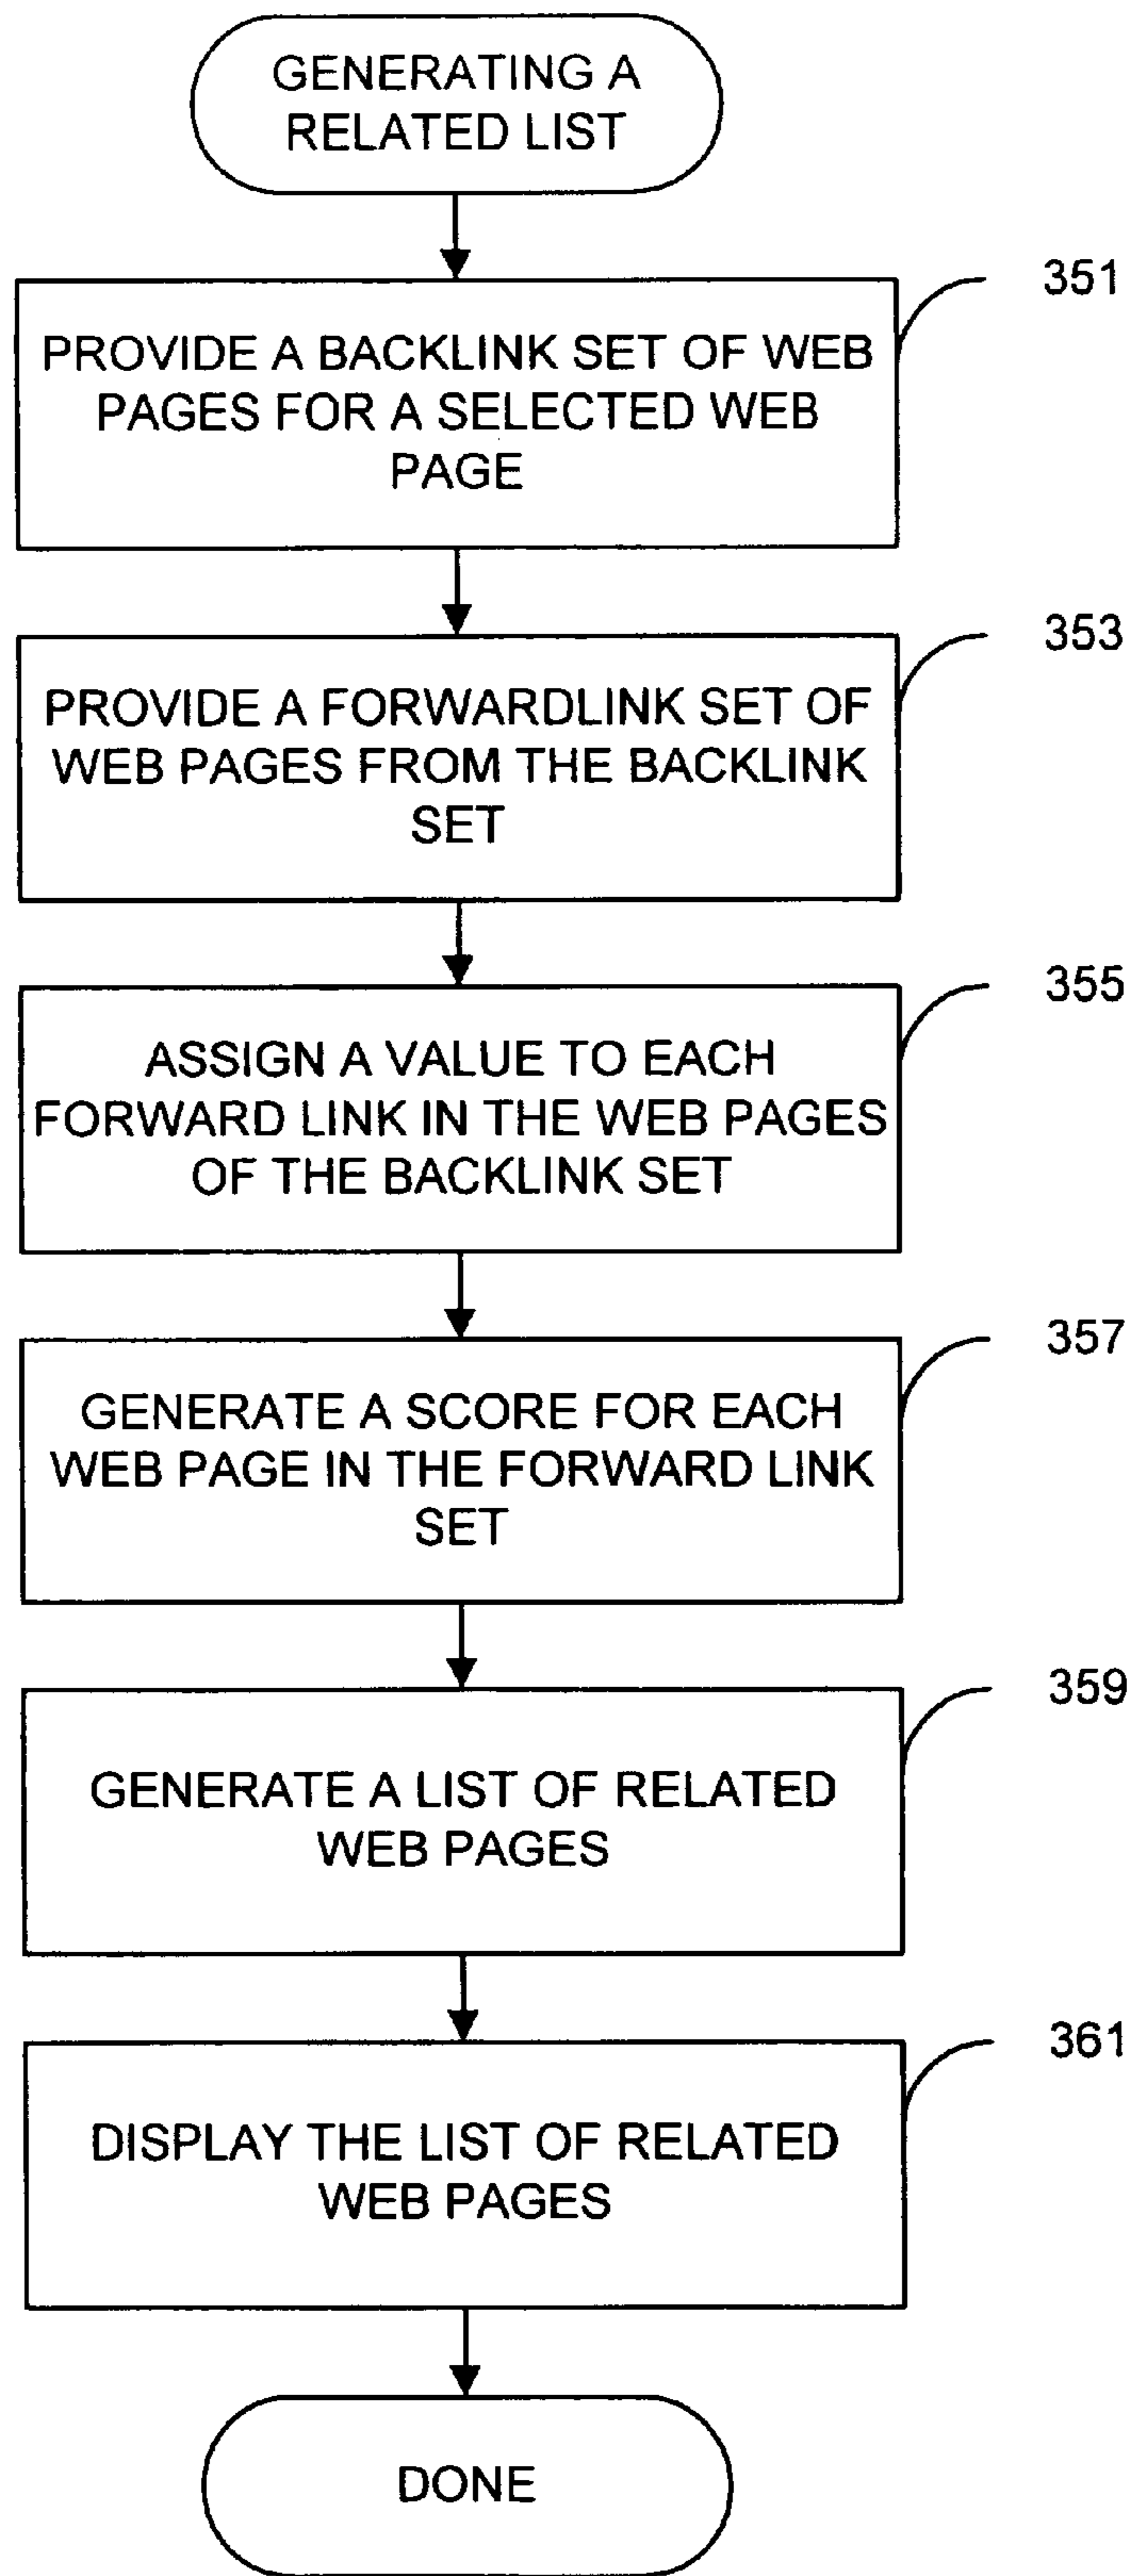 GENERATING A
RELATED LIST
351
PROVIDE A BACKLINK SET OF WEB
PAGES FOR A SELECTED WEB
PAGE
353
PROVIDE A FORWARDLINK SET OF
WEB PAGES FROM THE BACKLINK
SET
355
ASSIGN A VALUE TO EACH
FORWARD LINK IN THE WEB PAGES
OF THE BACKLINK SET
357
GENERATE A SCORE FOR EACH
WEB PAGE IN THE FORWARD LINK
SET
359
GENERATE A LIST OF RELATED
WEB PAGES
361
DISPLAY THE LIST OF RELATED
WEB PAGES
DONE